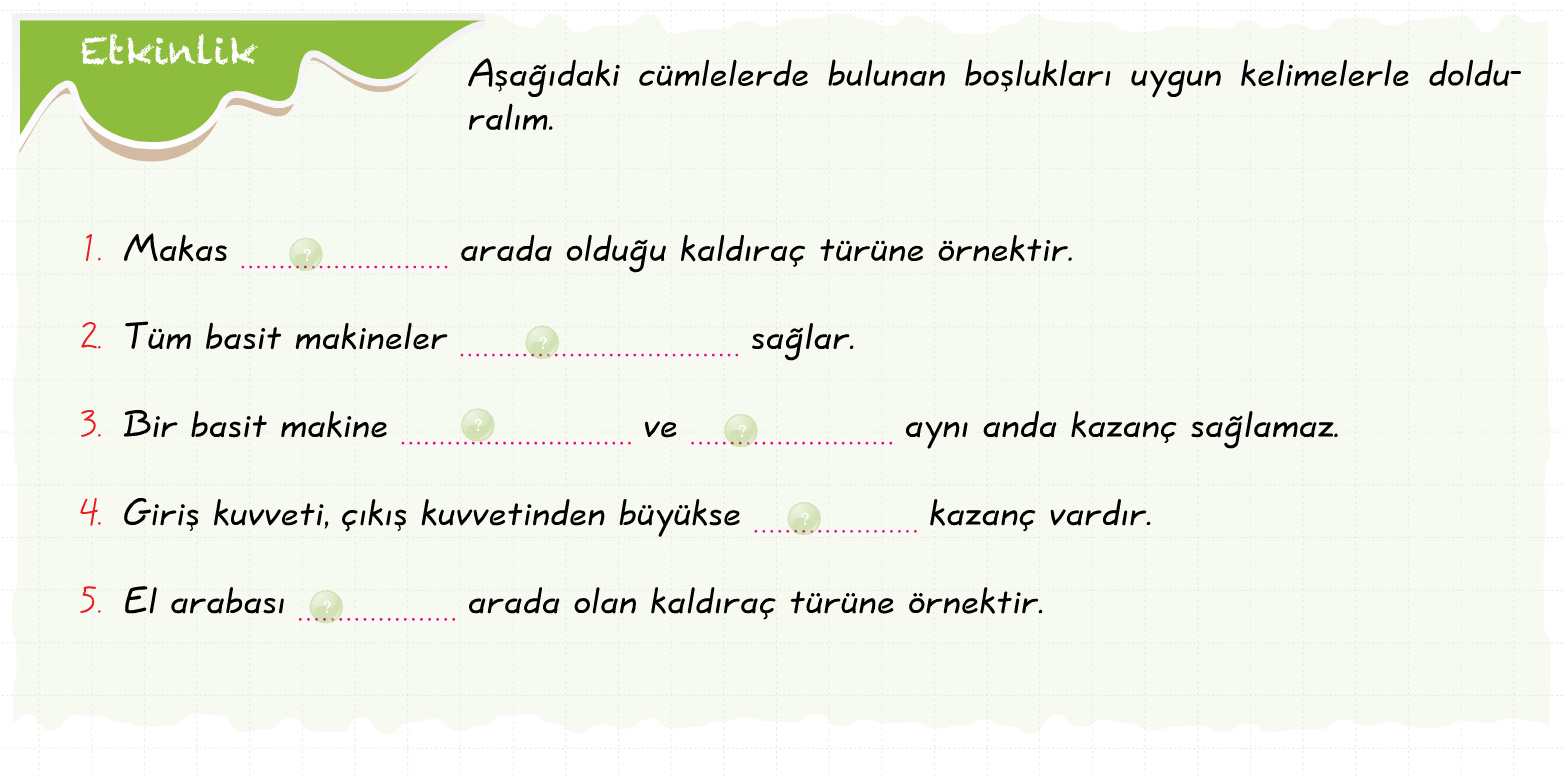 Etkinlik
Aşağıdaki cümlelerde bulunan boşlukları uygun kelimelerle doldu-
ralım.
1. Makas ? arada olduğu kaldıraç türüne örnektir.
2. Tüm basit makineler ? sağlar.
3. Bir basit makine ? ve ? aynı anda kazanç sağlamaz.
4. Giriş kuvveti, çıkış kuvvetinden büyükse ? kazanç vardır.
5. El arabası ? arada olan kaldıraç türüne örnektir.